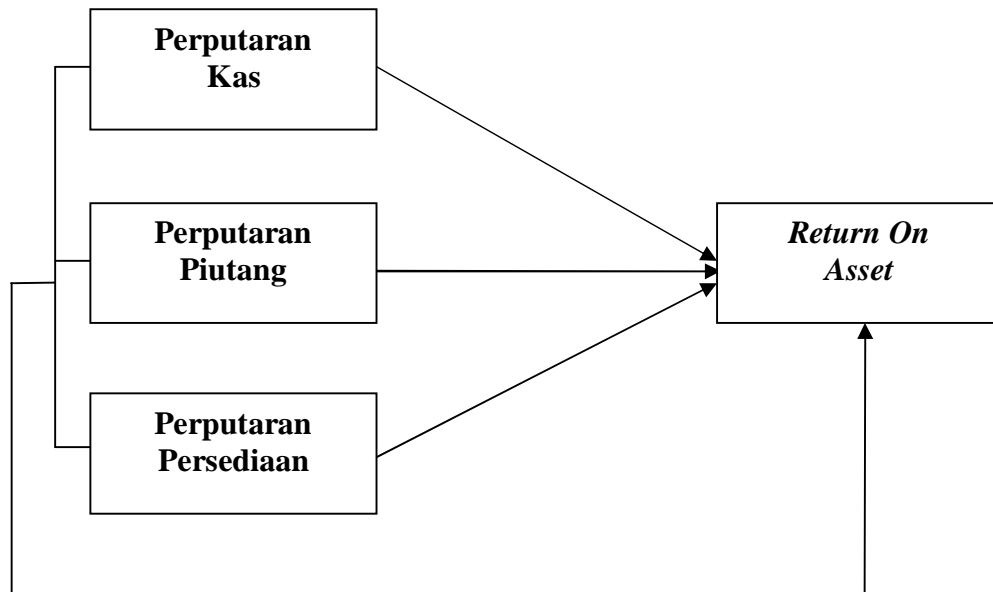 Perputaran
Kas
Perputaran
Piutang
Return On
Asset
Perputaran
Persediaan